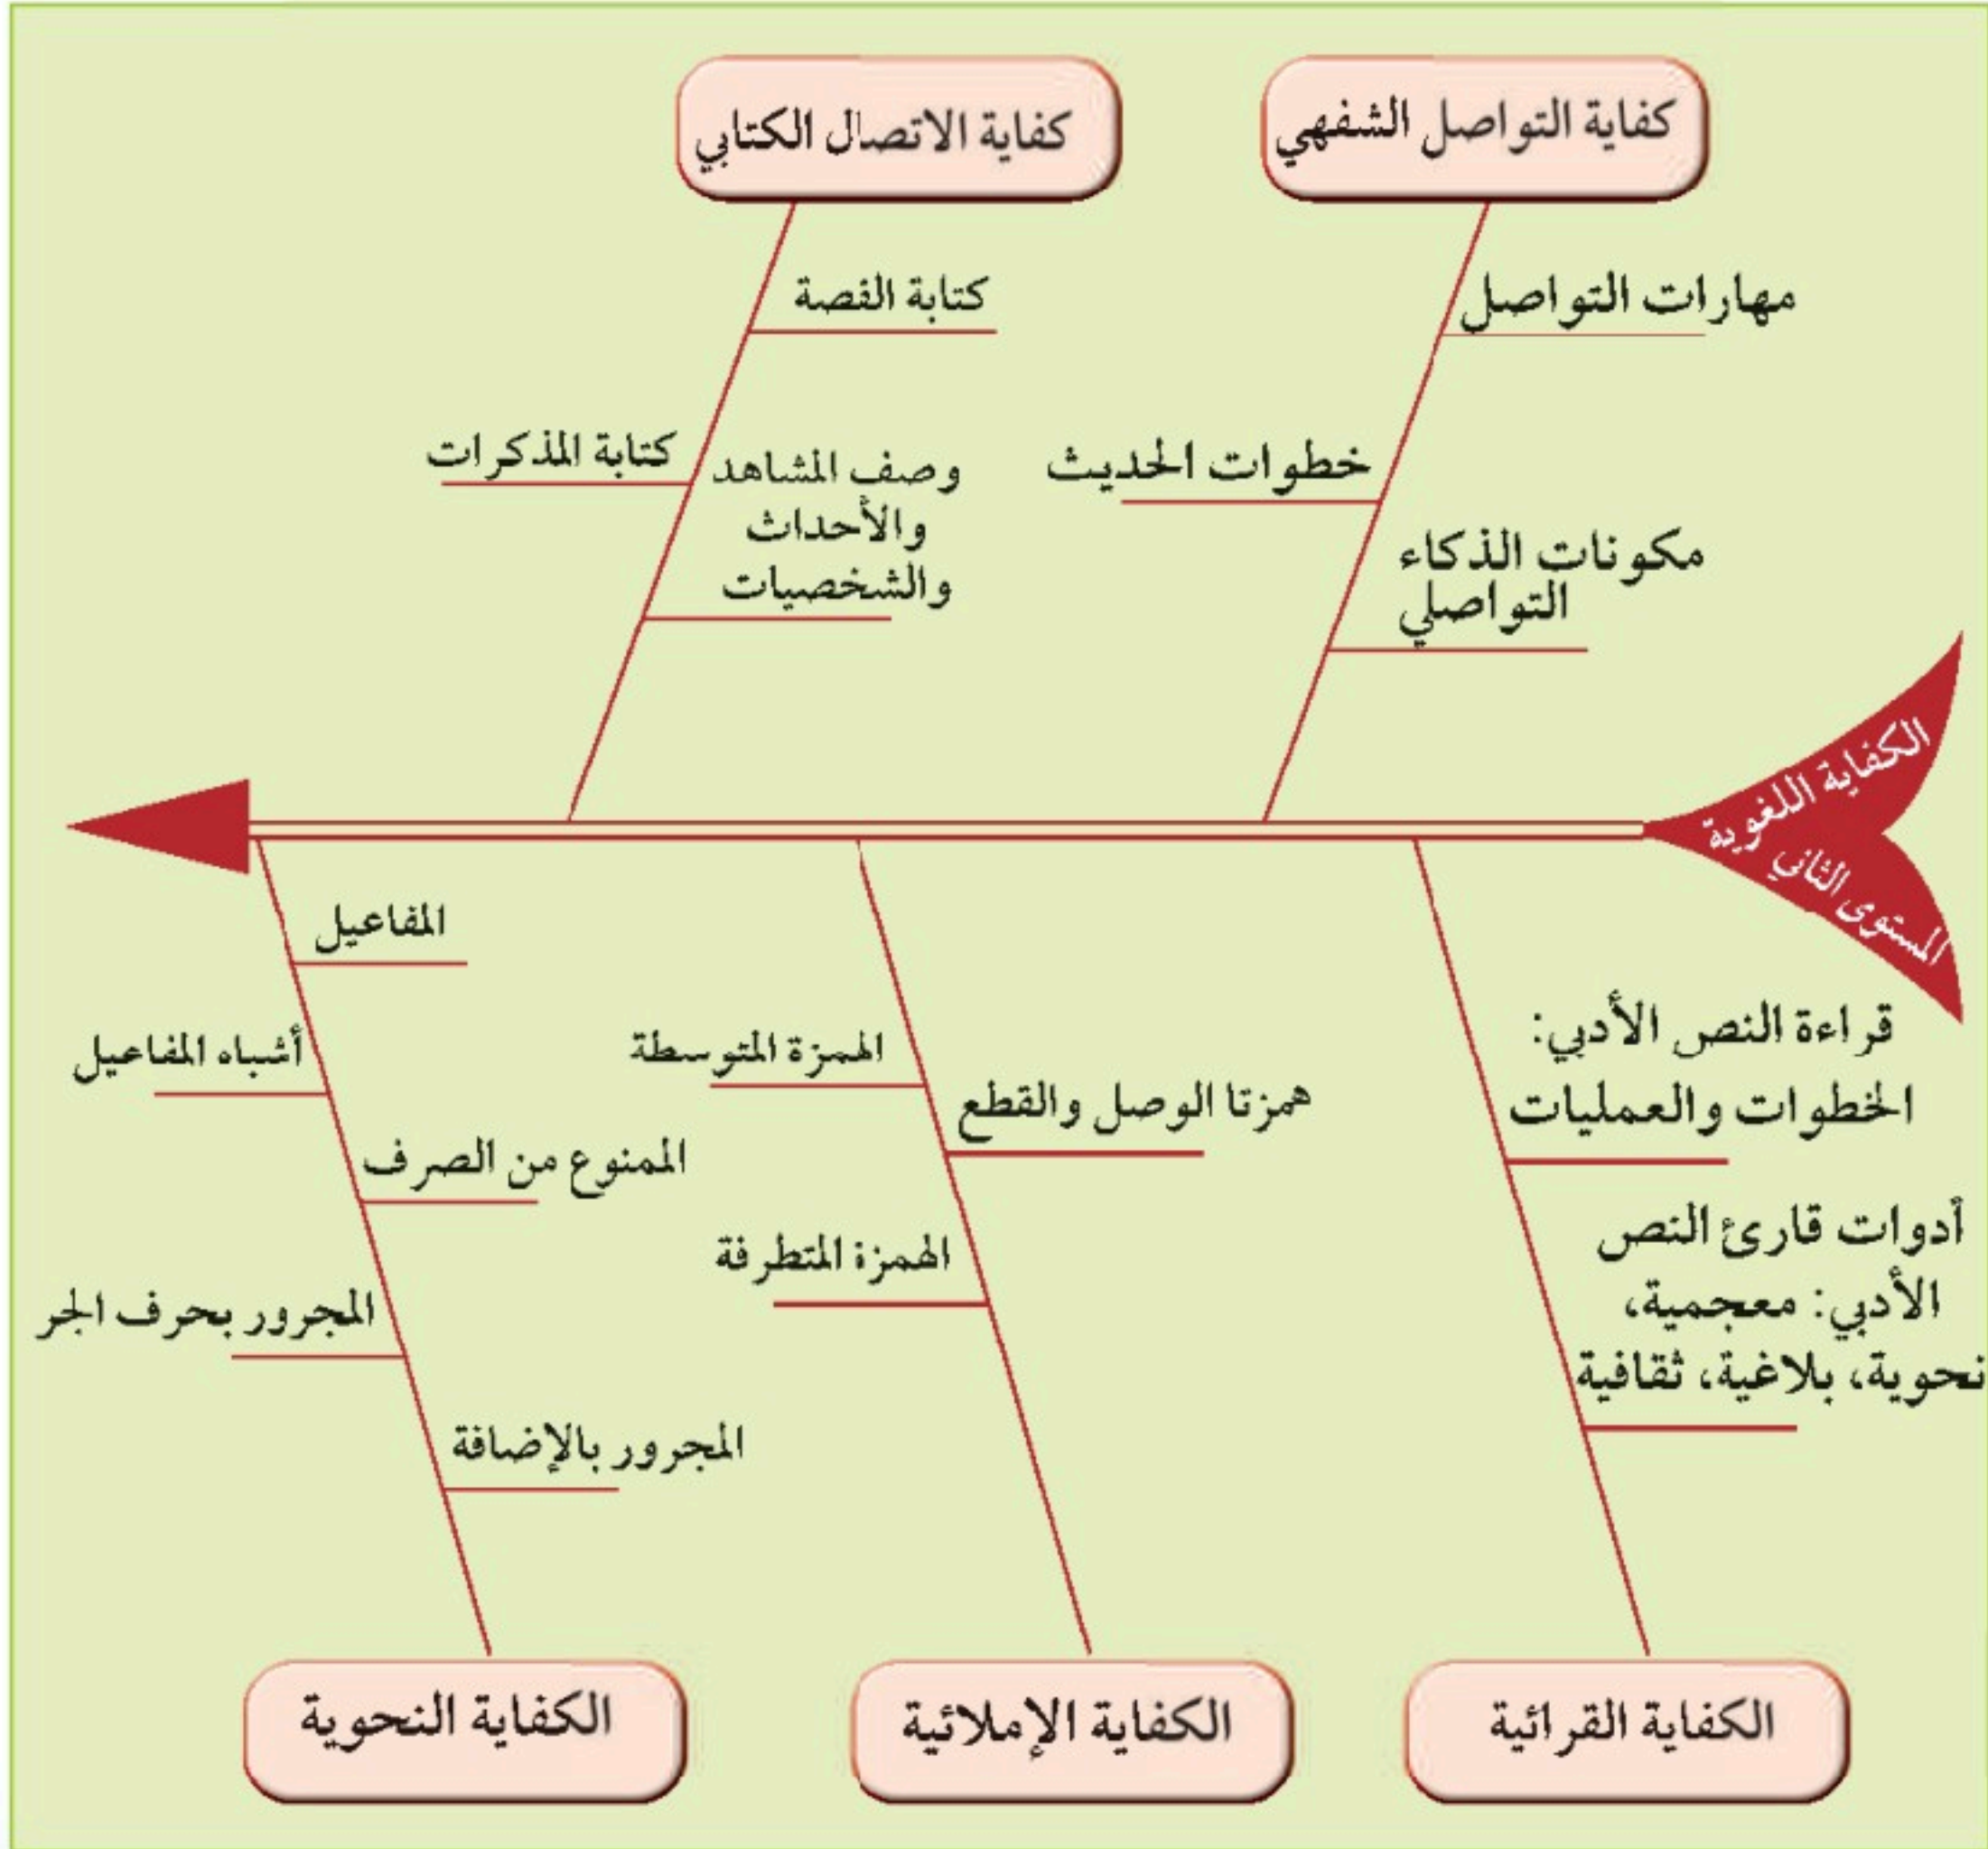 كفاية التواصل الشفهي
مهارات التواصل
خطوات الحديث
مكونات الذكاء
التواصلي
كفاية الاتصال الكتابي
كتابة القصة
كتابة المذكرات
وصف المشاهد
والأحداث
والشخصيات
الكفاية اللغوية
المستوى الثاني
قراءة النص الأدبي:
الخطوات والعمليات
أدوات قارئ النص
الأدبي: معجمية،
نحوية، بلاغية، ثقافية
الكفاية القرائية
الهمزة المتوسطة
همزتا الوصل والقطع
الهمزة المتطرفة
الكفاية الإملائية
المفاعيل
أشباه المفاعيل
الممنوع من الصرف
المجرور بحرف الجر
المجرور بالإضافة
الكفاية النحوية